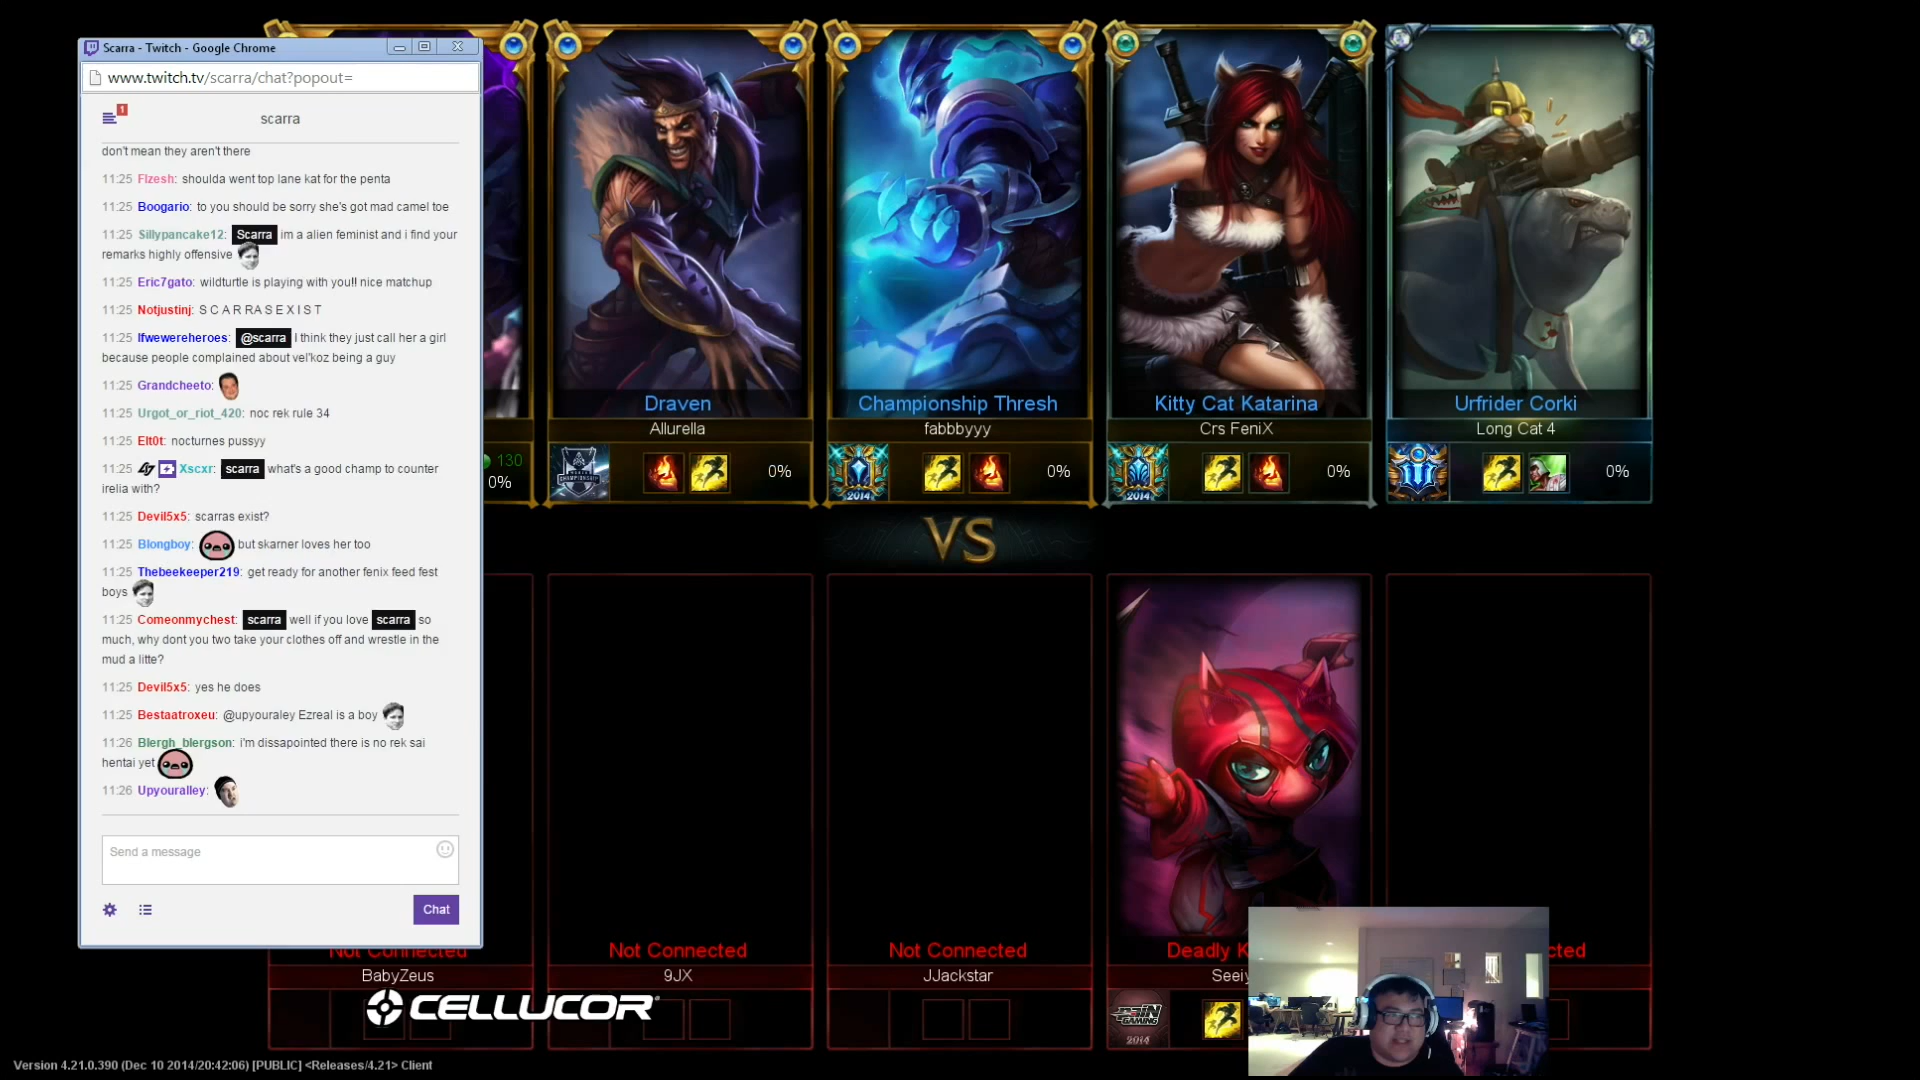 Scarra - Twitch - Google Chrome
www.twitch.tv/scarra/chat?popout=
1
scarra
don't mean they aren't there
11:25 Flzesh: shoulda went top lane kat for the penta
11:25 Boogario: to you should be sorry she's got mad camel toe
11:25 Sillypancake12: Scarra im a alien feminist and i find your
remarks highly offensive
11:25 Eric7gato: wildturtle is playing with you!! nice matchup
11:25 Notjustinj: S C A R R A S E X I S T
11:25 Ifwewereheroes: @scarra I think they just call her a girl
because people complained about vel'koz being a guy
11:25 Grandcheeto:
11:25 Urgot_or_riot_420: noc rek rule 34
11:25 Elt0t: nocturnes pussyy
11:25 Xscxr: scarra what's a good champ to counter
irelia with?
11:25 Devil5x5: scarras exist?
11:25 Blongboy: but skarner loves her too
11:25 Thebeekeeper219: get ready for another fenix feed fest
boys
11:25 Comeonmychest: scarra well if you love scarra so
much, why dont you two take your clothes off and wrestle in the
mud a litte?
11:25 Devil5x5: yes he does
11:25 Bestaatroxeu: @upyouraley Ezreal is a boy
11:26 Blergh_blergson: i'm dissapointed there is no rek sai
hentai yet
11:26 Upyouralley:
Send a message
Chat
130
0%
Draven
Allurella
0%
Championship Thresh
fabbbyyy
2014
0%
Kitty Cat Katarina
Crs FeniX
2014
0%
Urfrider Corki
Long Cat 4
0%
VS
Not Connected
BabyZeus
Not Connected
9JX
Not Connected
JJackstar
Deadly K
Seeiy
GAMING
2014
cted
CELLUCOR
Version 4.21.0.390 (Dec 10 2014/20:42:06) [PUBLIC] <Releases/4.21> Client